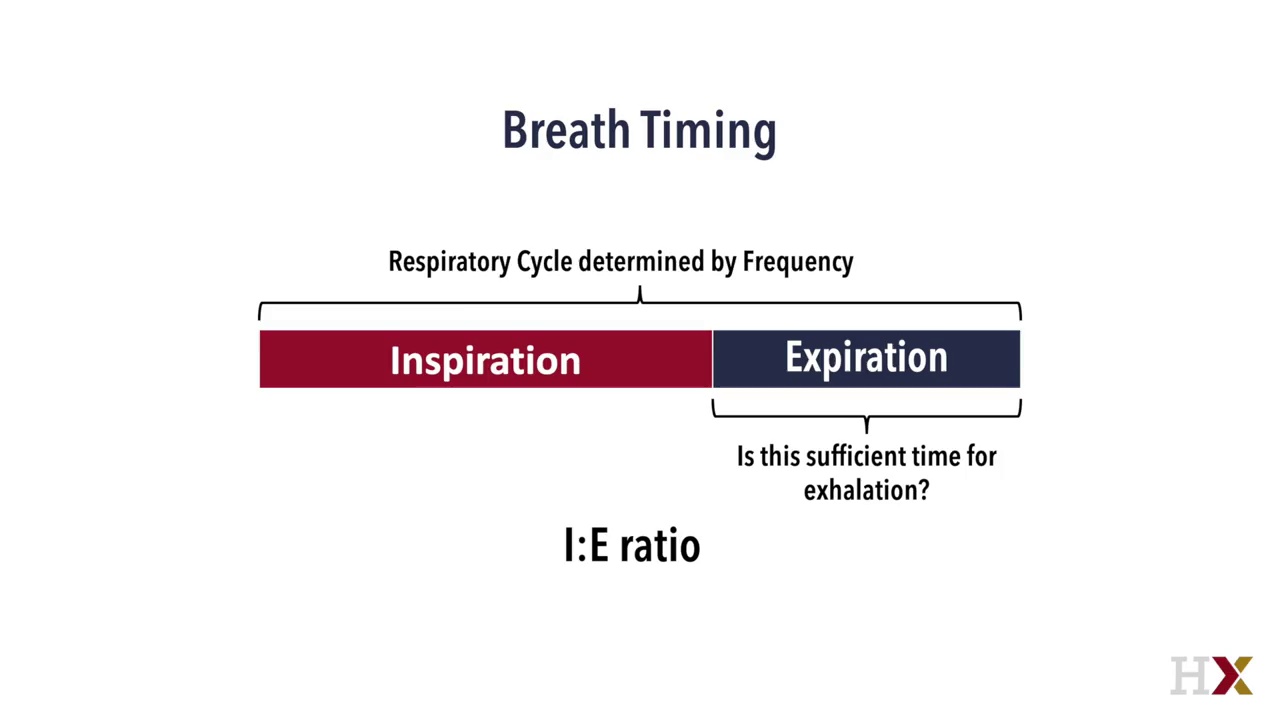 Breath Timing
Respiratory Cycle determined by Frequency
Inspiration
Expiration
Is this sufficient time for
exhalation?
I:E ratio
HX